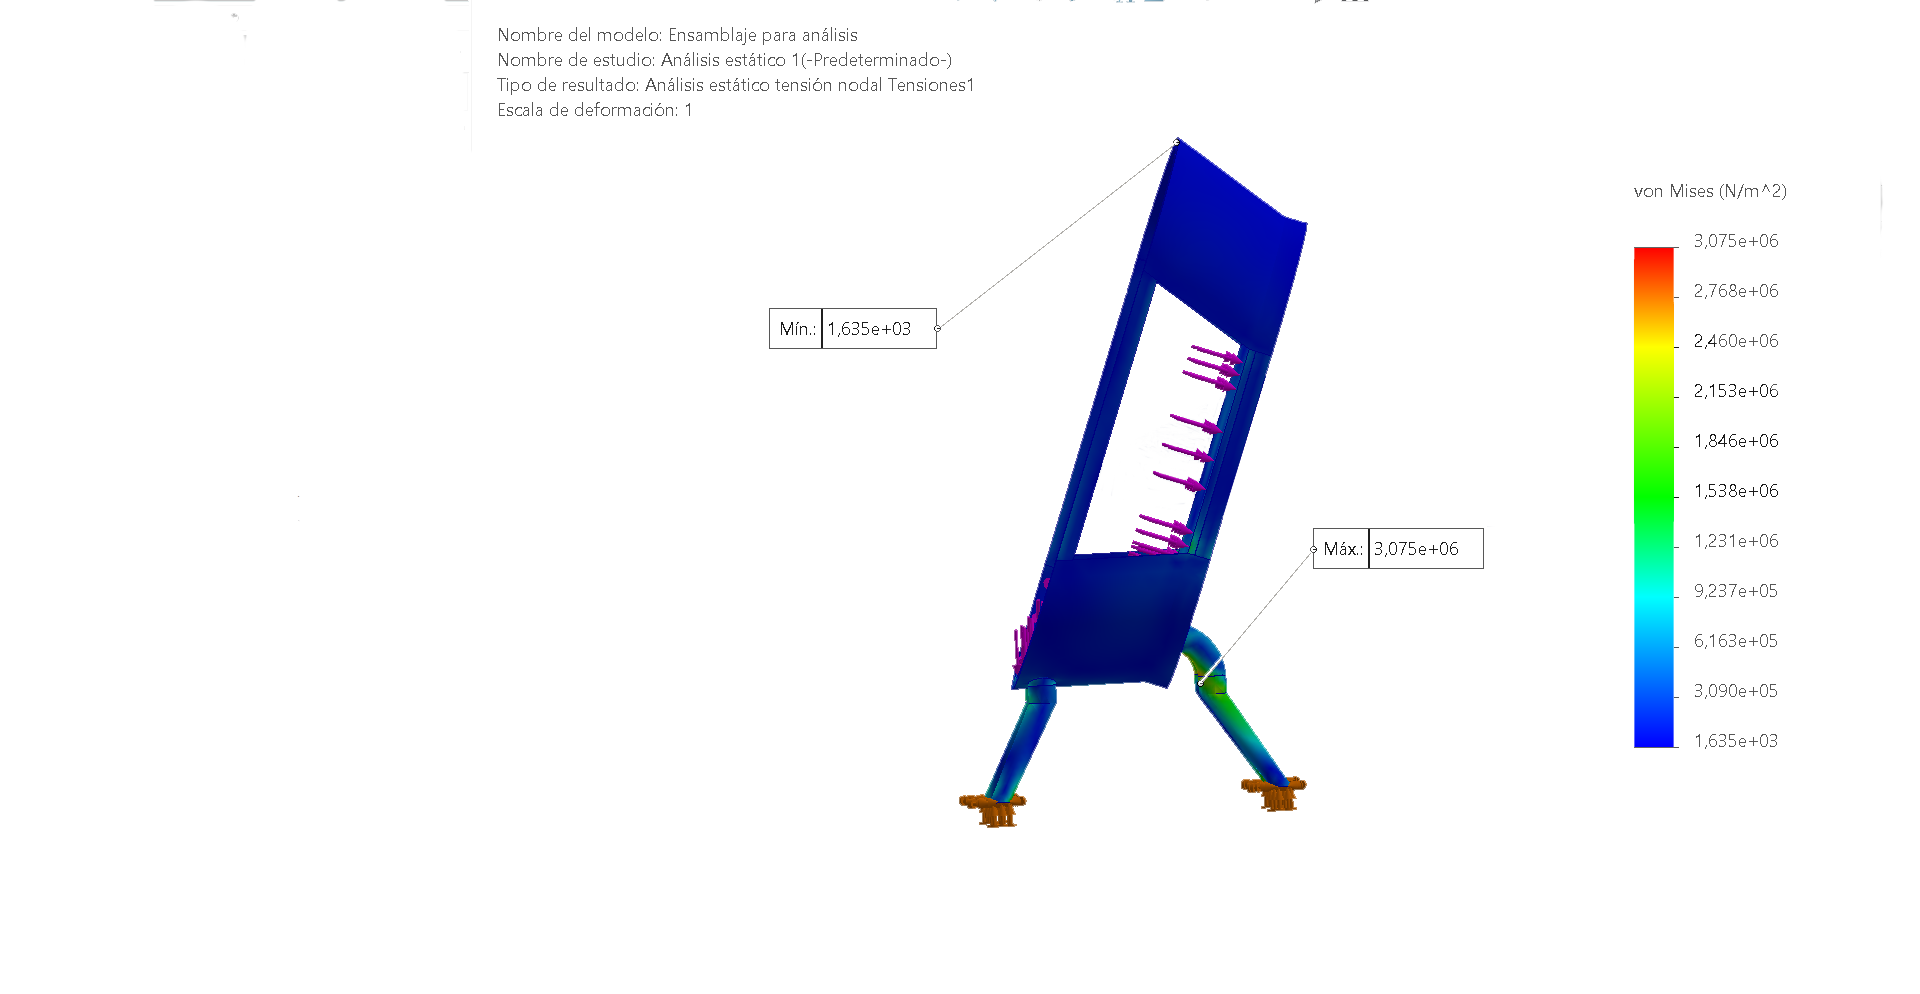 Nombre del modelo: Ensamblaje para análisis
Nombre de estudio: Análisis estático 1(-Predeterminado-)
Tipo de resultado: Análisis estático tensión nodal Tensiones1
Escala de deformación: 1
von Mises (N/m^2)
3,075e+06
2,768e+06
2,460e+06
2,153e+06
1,846e+06
1,538e+06
1,231e+06
9,237e+05
6,163e+05
3,090e+05
1,635e+03
Mín.: 1,635e+03
Máx.: 3,075e+06